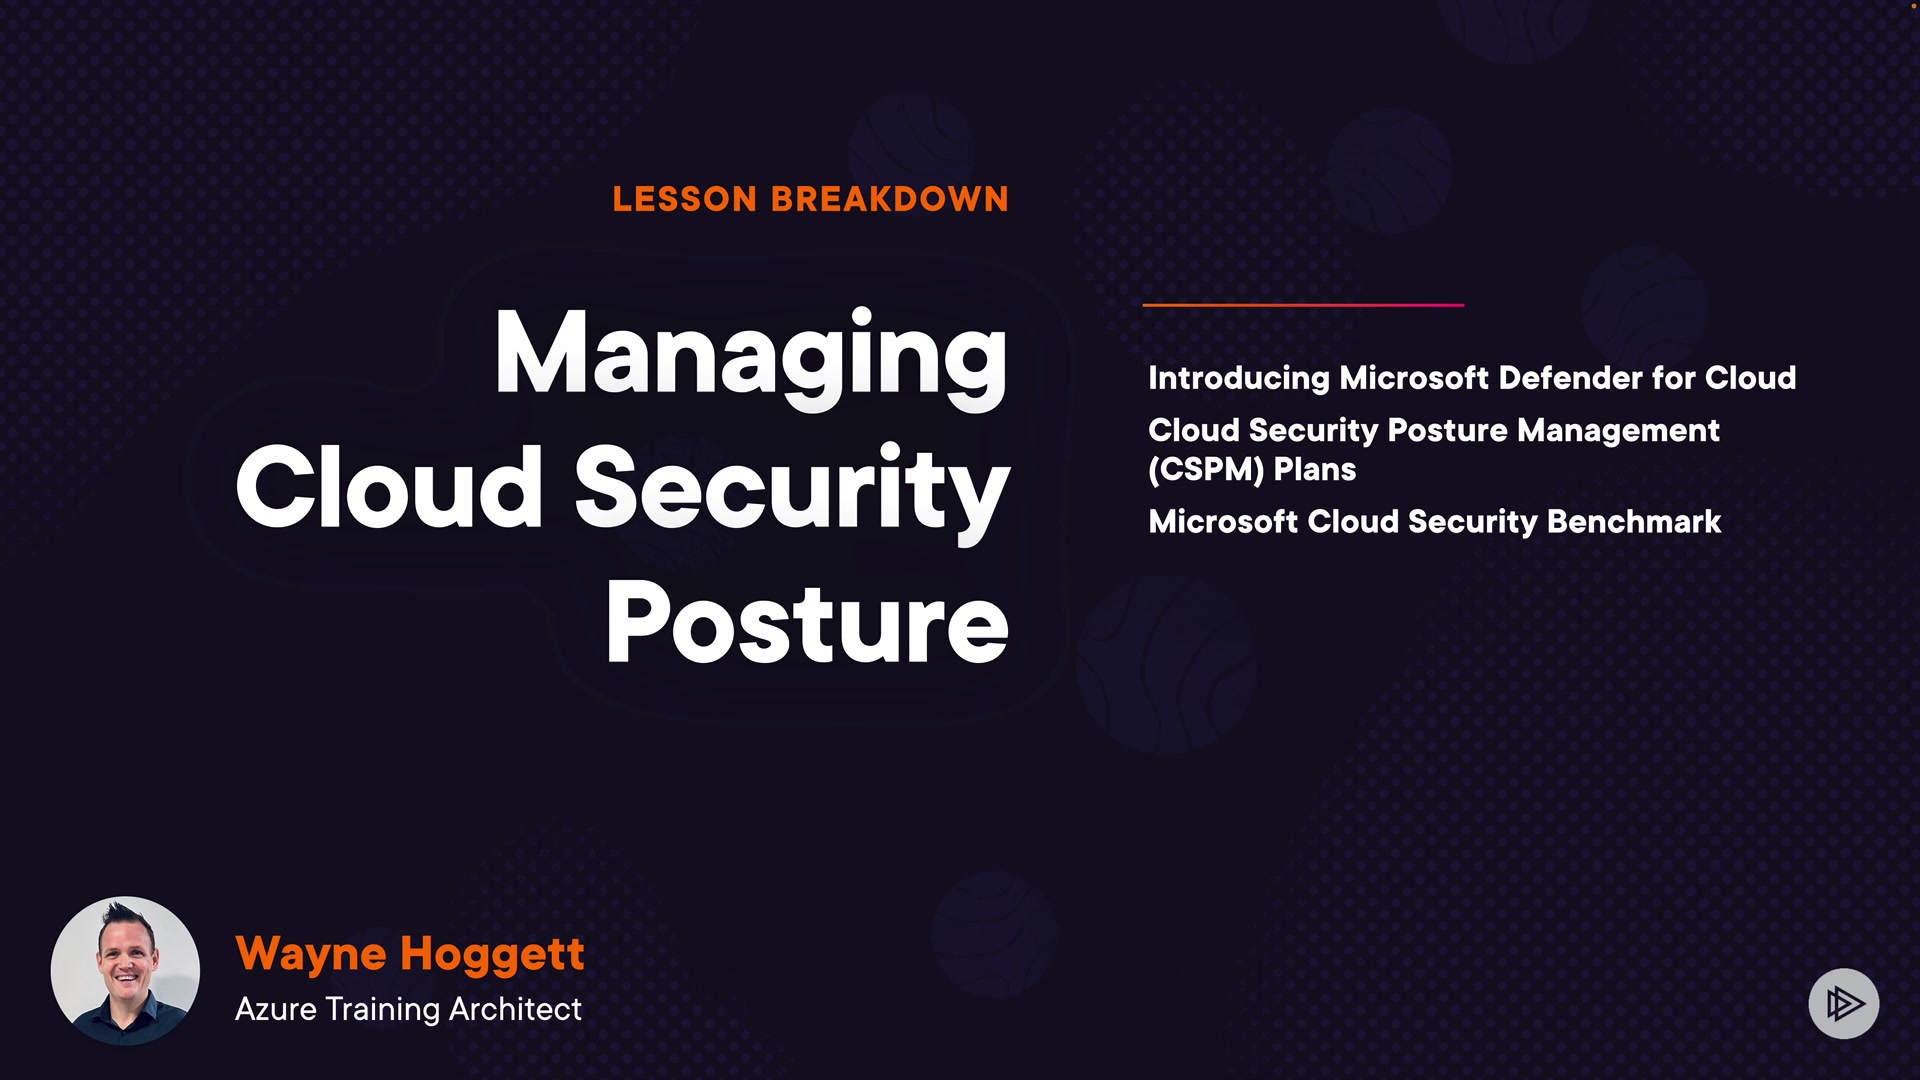 LESSON BREAKDOWN
Managing
Cloud Security
Posture
Introducing Microsoft Defender for Cloud
Cloud Security Posture Management
(CSPM) Plans
Microsoft Cloud Security Benchmark
Wayne Hoggett
Azure Training Architect